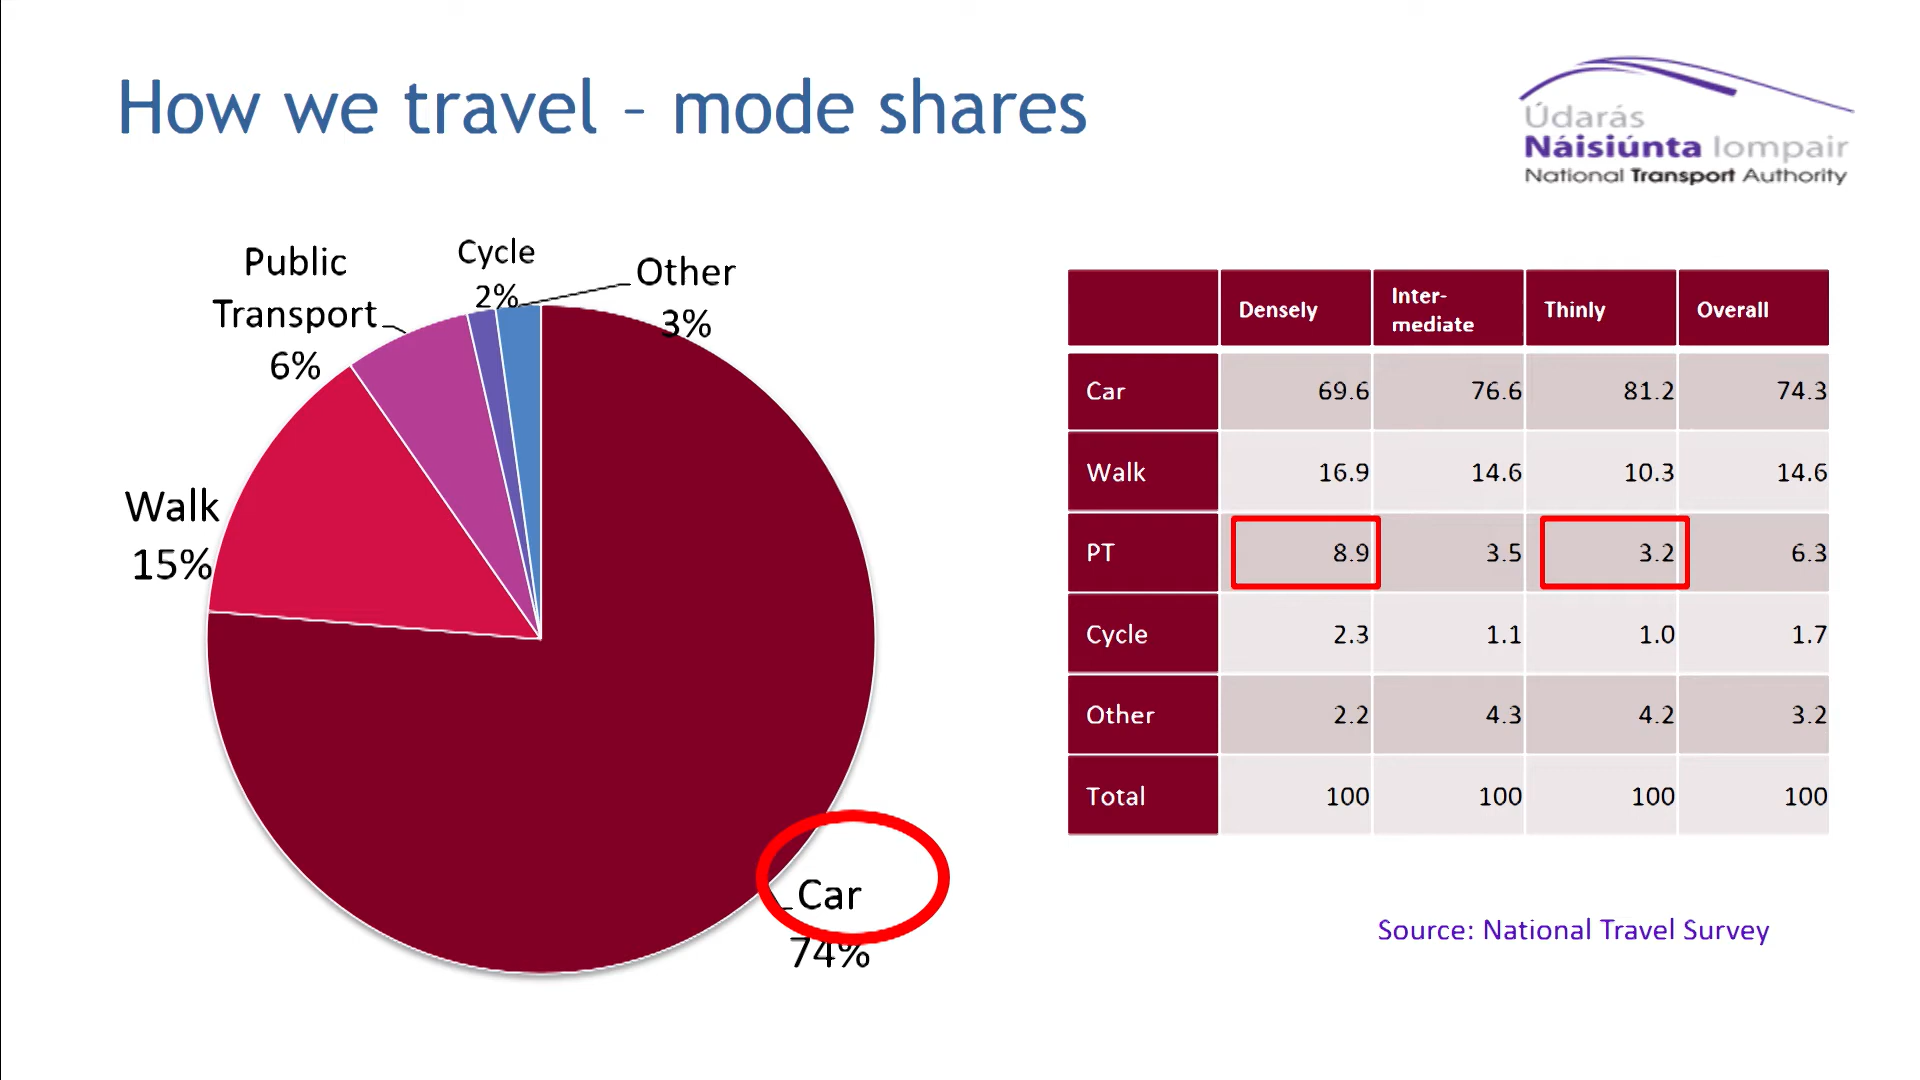 How we travel – mode shares
Údarás
Náisiúnta Iompair
National Transport Authority
Public
Transport
6%
Cycle
2%
Other
3%
Walk
15%
Car
74%
Densely Inter- Thinly Overall
mediate
Car 69.6 76.6 81.2 74.3
Walk 16.9 14.6 10.3 14.6
PT 8.9 3.5 3.2 6.3
Cycle 2.3 1.1 1.0 1.7
Other 2.2 4.3 4.2 3.2
Total 100 100 100 100
Source: National Travel Survey